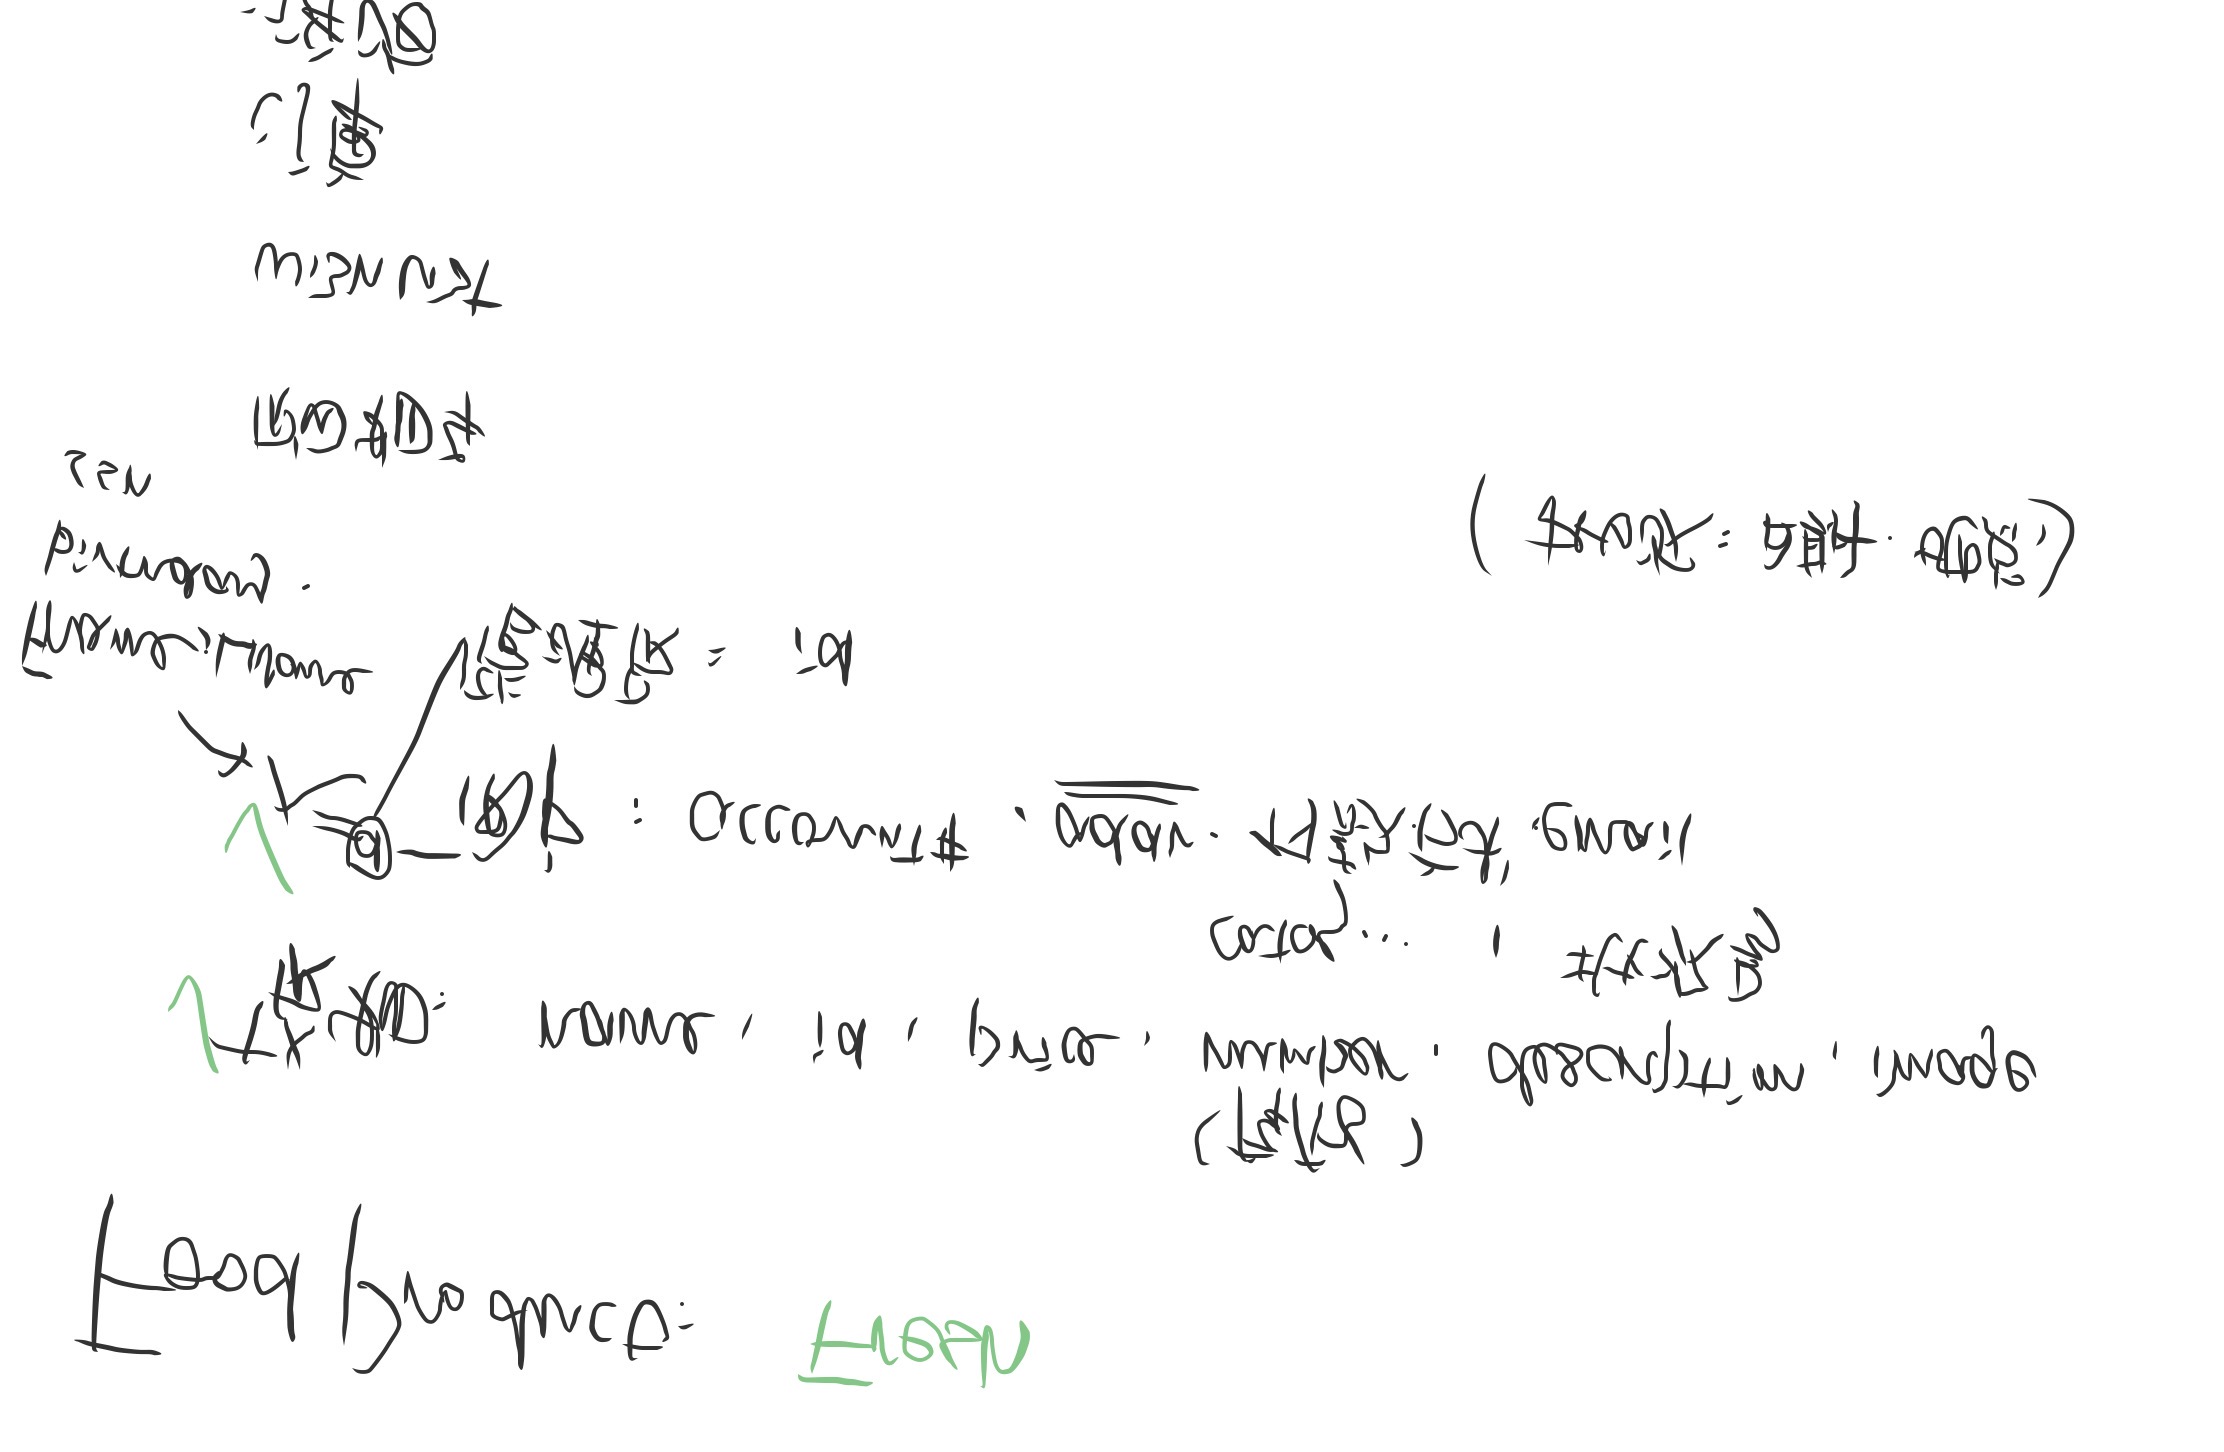 Food Product: Fresh
(库存)
货物: name、id、price、number、description、image
catag...、批次号
人 d 用户: account#、addr、付款方式、email
管理员: id
Fname, LName
birthday.
ssn
(批次: 日期、地点、)
购物车
wishlist
订单
评论